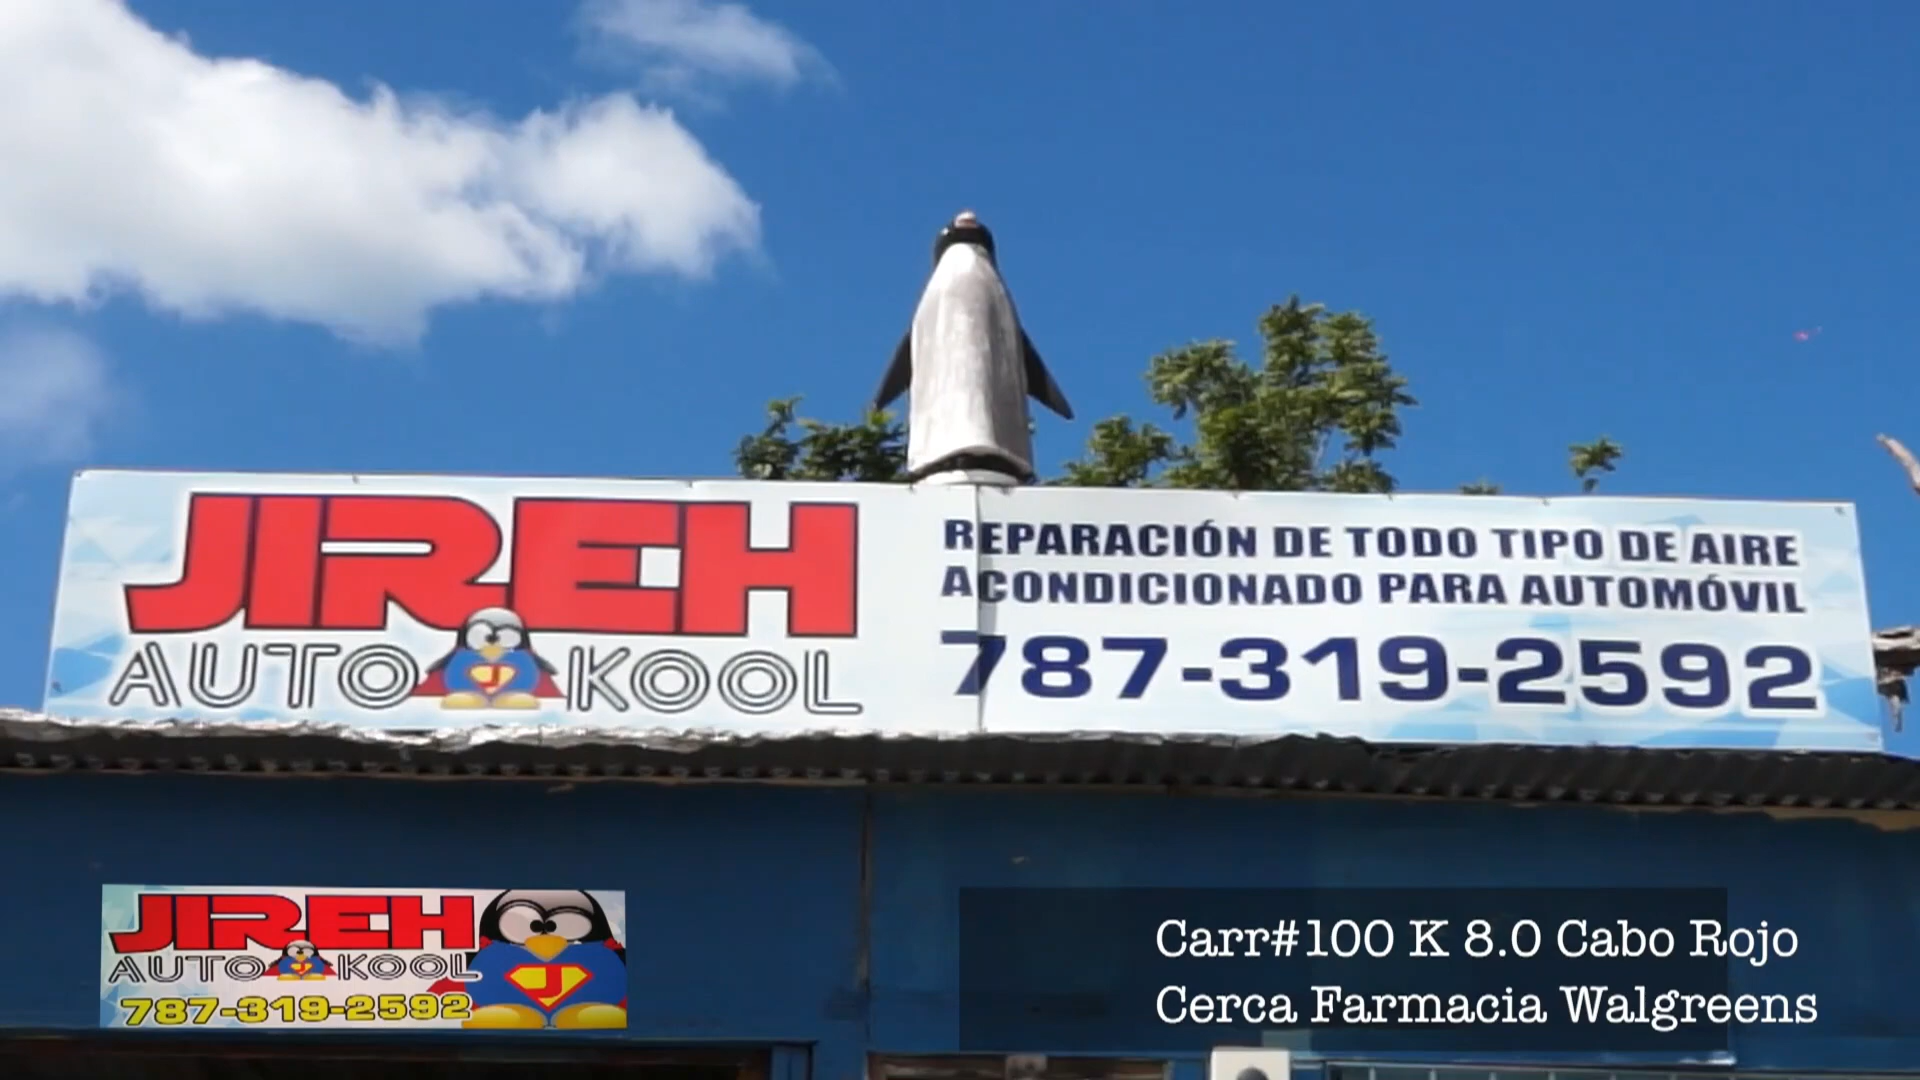 JIREH
AUTO KOOL
REPARACIÓN DE TODO TIPO DE AIRE
ACONDICIONADO PARA AUTOMÓVIL
787-319-2592
JIREH
AUTO KOOL
787-319-2592
J
Carr#100 K 8.0 Cabo Rojo
Cerca Farmacia Walgreens